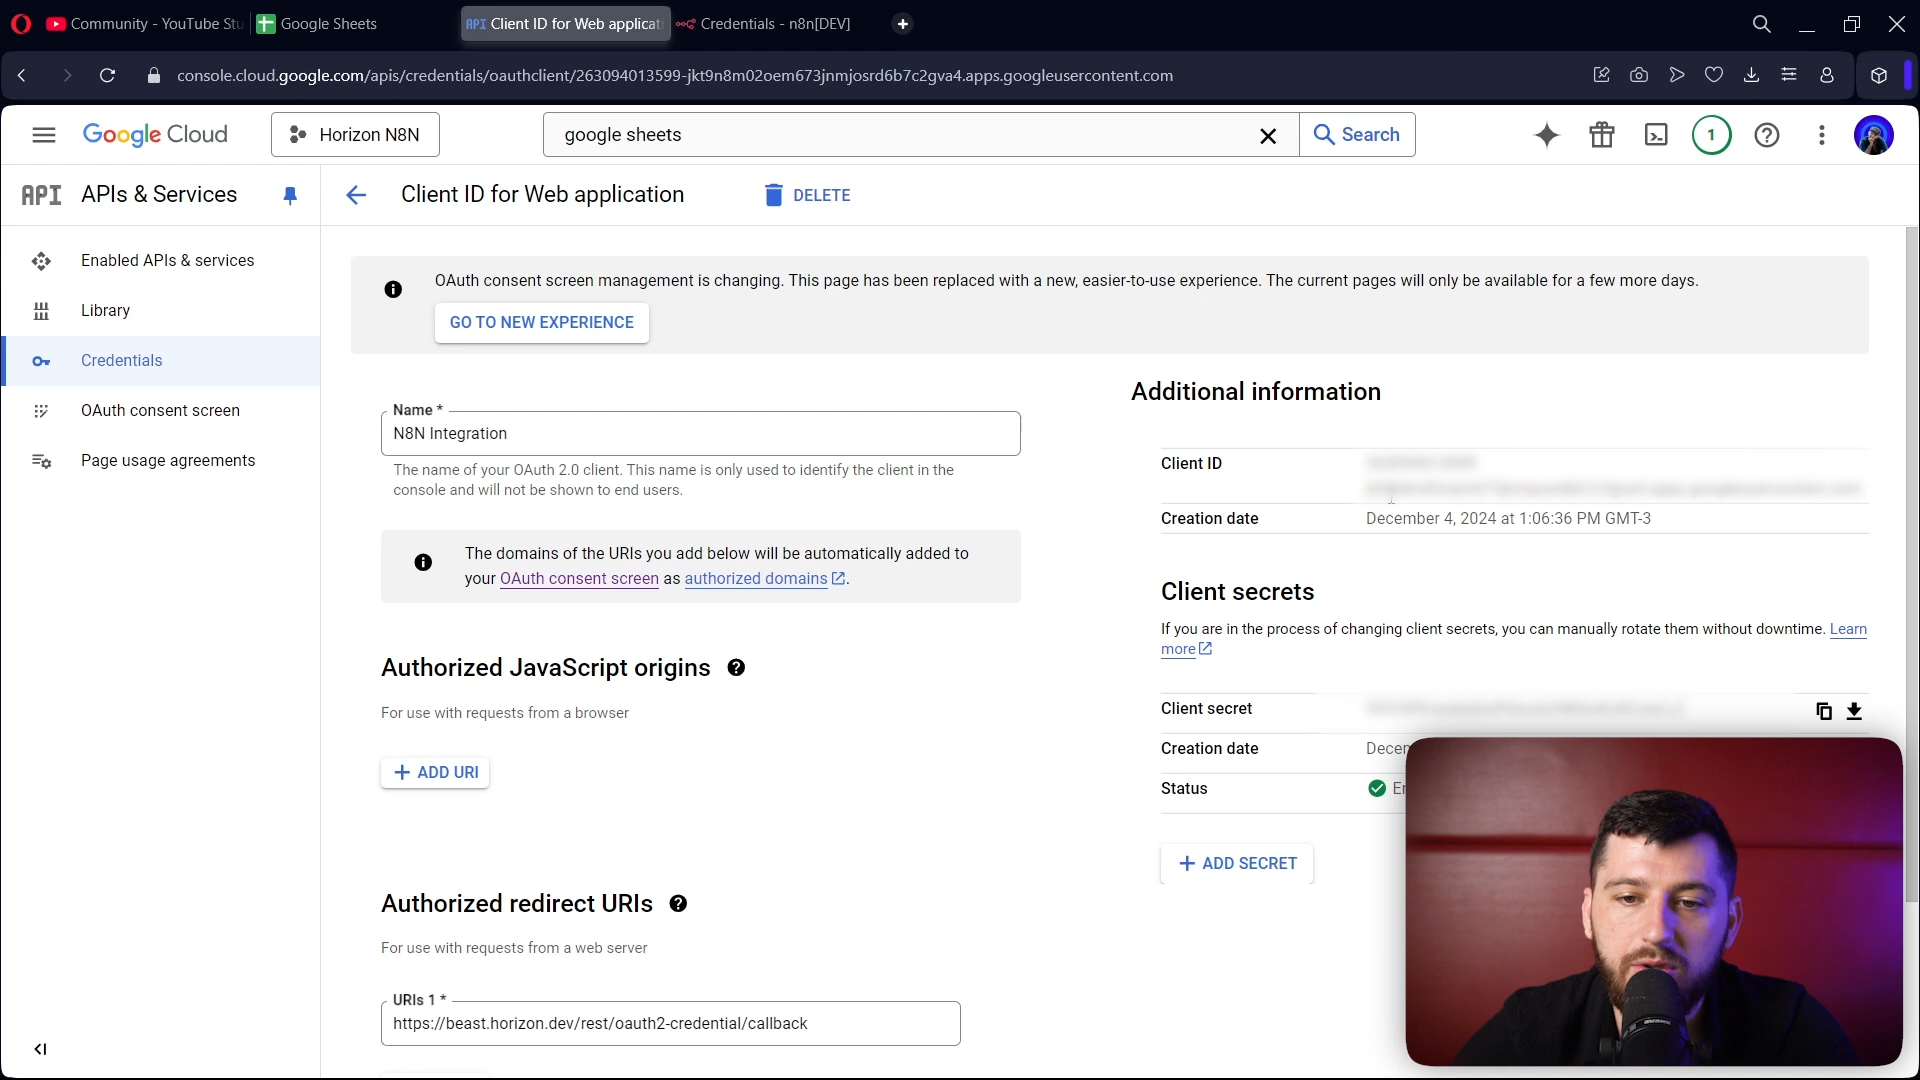 Community - YouTube Stu
Google Sheets
API Client ID for Web applicat
Credentials - n8n[DEV]
console.cloud.google.com/apis/credentials/oauthclient/263094013599-jkt9n8m02oem673jnmjosrd6b7c2gva4.apps.googleusercontent.com
Google Cloud
Horizon N8N
google sheets
Search
1
API APIs & Services
Client ID for Web application
DELETE
Enabled APIs & services
Library
Credentials
OAuth consent screen
Page usage agreements
OAuth consent screen management is changing. This page has been replaced with a new, easier-to-use experience. The current pages will only be available for a few more days.
GO TO NEW EXPERIENCE
Name *
N8N Integration
The name of your OAuth 2.0 client. This name is only used to identify the client in the
console and will not be shown to end users.
The domains of the URIs you add below will be automatically added to
your OAuth consent screen as authorized domains.
Authorized JavaScript origins
For use with requests from a browser
+ ADD URI
Authorized redirect URIs
For use with requests from a web server
URIs 1 *
https://beast.horizon.dev/rest/oauth2-credential/callback
Additional information
Client ID
Creation date December 4, 2024 at 1:06:36 PM GMT-3
Client secrets
If you are in the process of changing client secrets, you can manually rotate them without downtime. Learn
more
Client secret
Creation date Decem
Status
+ ADD SECRET